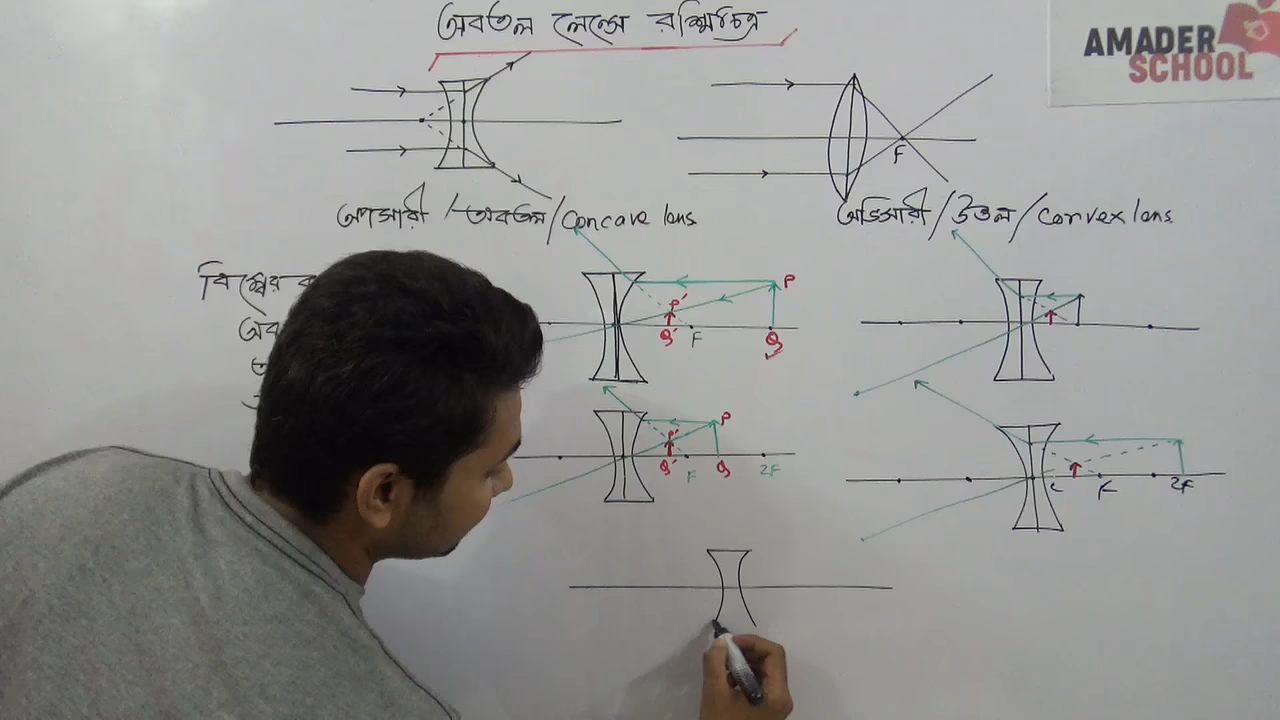 অবতল লেন্সে রশ্মিচিত্র
AMADER
SCHOOL
F
অপসারী / অবতল / Concave lens
অভিসারী / উত্তল / Convex lens
বিম্বের
P
P'
Q' F Q
P
P'
Q' F Q 2F
C F 2F